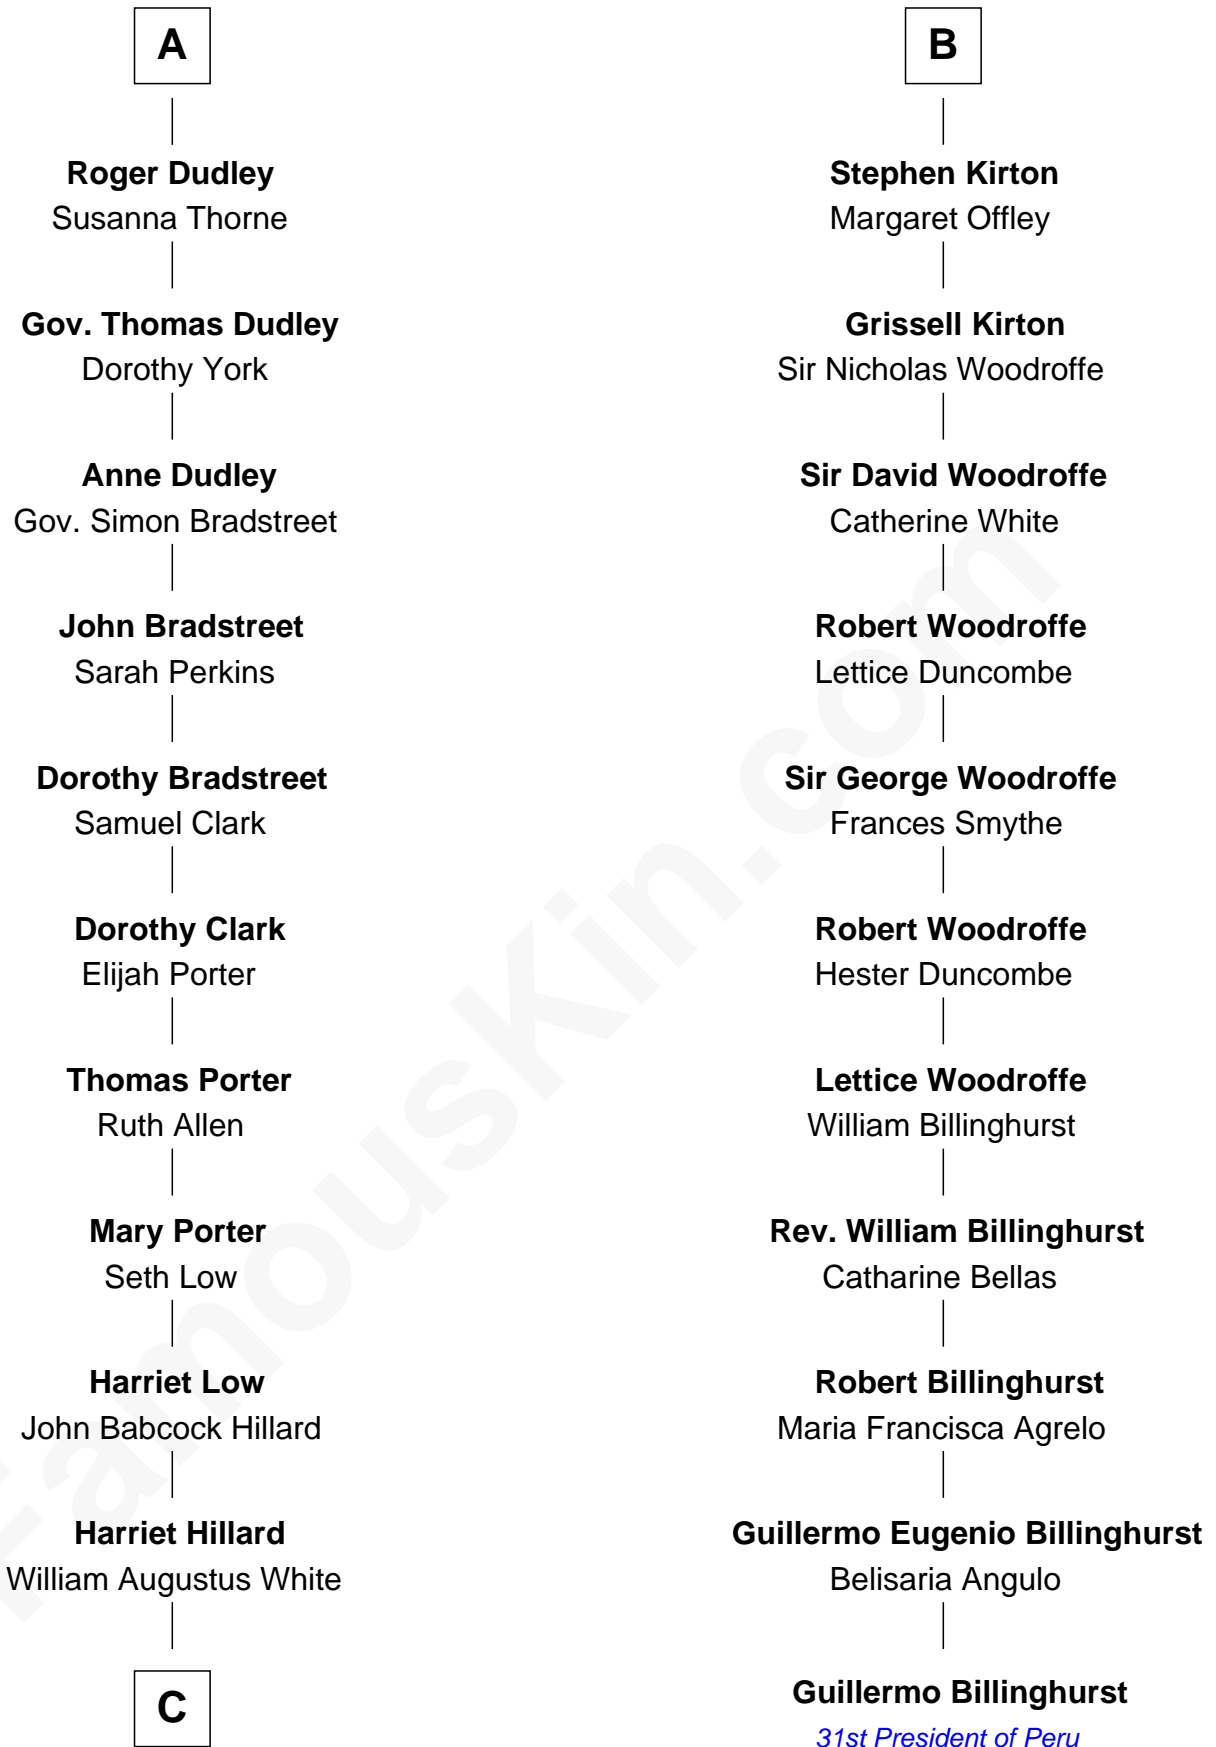 A
Roger Dudley
Susanna Thorne
Gov. Thomas Dudley
Dorothy York
Anne Dudley
Gov. Simon Bradstreet
John Bradstreet
Sarah Perkins
Dorothy Bradstreet
Samuel Clark
Dorothy Clark
Elijah Porter
Thomas Porter
Ruth Allen
Mary Porter
Seth Low
Harriet Low
John Babcock Hillard
Harriet Hillard
William Augustus White
C
B
Stephen Kirton
Margaret Offley
Grissell Kirton
Sir Nicholas Woodroffe
Sir David Woodroffe
Catherine White
Robert Woodroffe
Lettice Duncombe
Sir George Woodroffe
Frances Smythe
Robert Woodroffe
Hester Duncombe
Lettice Woodroffe
William Billinghurst
Rev. William Billinghurst
Catharine Bellas
Robert Billinghurst
Maria Francisca Agrelo
Guillermo Eugenio Billinghurst
Belisaria Angulo
Guillermo Billinghurst
31st President of Peru
FamousKin.com